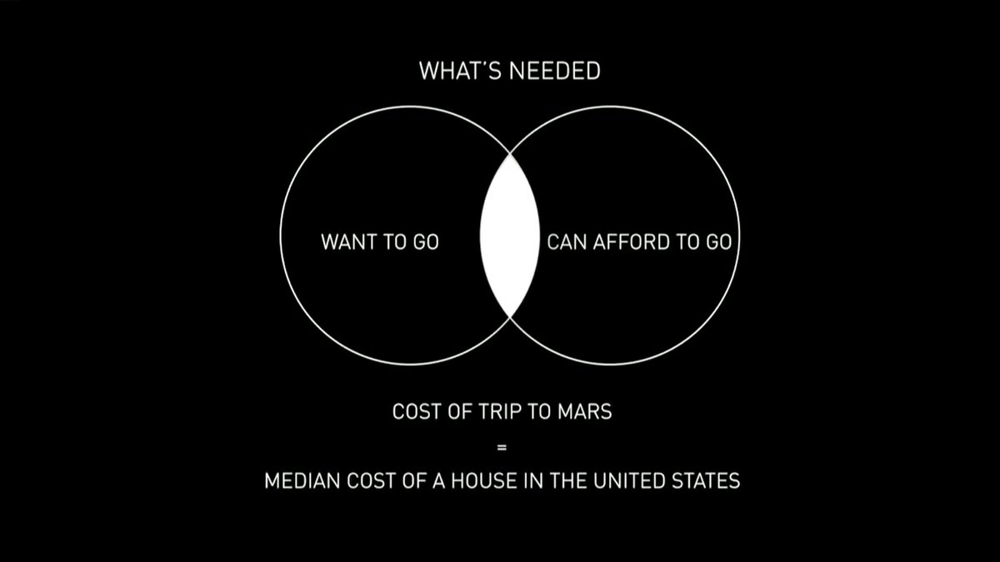 WHAT'S NEEDED
WANT TO GO
CAN AFFORD TO GO
COST OF TRIP TO MARS
=
MEDIAN COST OF A HOUSE IN THE UNITED STATES